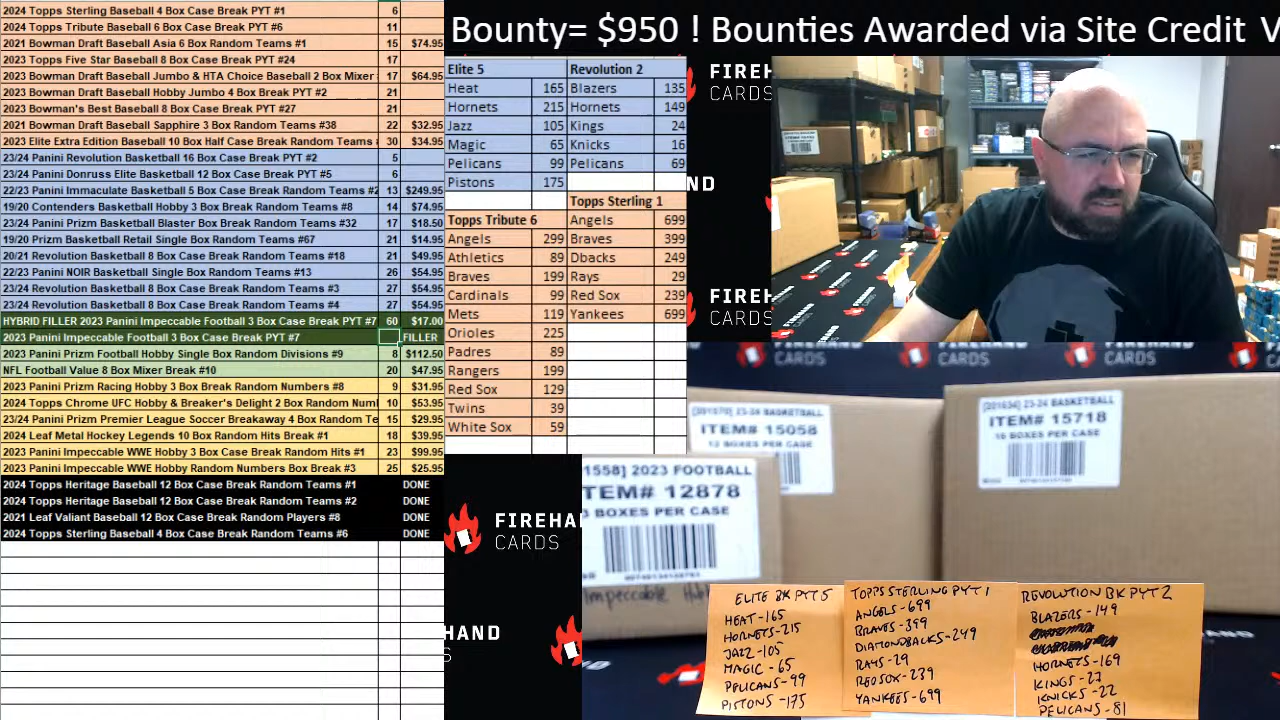 Bounty= $950 ! Bounties Awarded via Site Credit V
2024 Topps Sterling Baseball 4 Box Case Break PYT #1 6
2024 Topps Tribute Baseball 6 Box Case Break PYT #6 11
2021 Bowman Draft Baseball Asia 6 Box Random Teams #1 15 $74.95
2023 Topps Five Star Baseball 8 Box Case Break PYT #24 17
2023 Bowman Draft Baseball Jumbo & HTA Choice Baseball 2 Box Mixer 17 $64.95
2023 Bowman Draft Baseball Hobby Jumbo 4 Box Break PYT #2 21
2023 Bowman's Best Baseball 8 Box Case Break PYT #27 21
2021 Bowman Draft Baseball Sapphire 3 Box Random Teams #38 22 $32.95
2023 Elite Extra Edition Baseball 10 Box Half Case Break Random Teams 30 $34.95
23/24 Panini Revolution Basketball 16 Box Case Break PYT #2 5
23/24 Panini Donruss Elite Basketball 12 Box Case Break PYT #5 6
22/23 Panini Immaculate Basketball 5 Box Case Break Random Teams #2 13 $249.95
19/20 Contenders Basketball Hobby 3 Box Random Teams #8 14 $74.95
23/24 Panini Prizm Basketball Blaster Box Random Teams #32 17 $18.50
19/20 Prizm Basketball Retail Single Box Random Teams #67 21 $14.95
20/21 Revolution Basketball 8 Box Case Break Random Teams #18 21 $49.95
22/23 Panini NOIR Basketball Single Box Random Teams #13 26 $54.95
23/24 Revolution Basketball 8 Box Case Break Random Teams #3 27 $54.95
23/24 Revolution Basketball 8 Box Case Break Random Teams #4 27 $54.95
HYBRID FILLER 2023 Panini Impeccable Football 3 Box Case Break PYT #7 60 $17.00
2023 Panini Impeccable Football 3 Box Case Break PYT #7 FILLER
2023 Panini Prizm Football Hobby Single Box Random Divisions #9 8 $112.50
NFL Football Value 8 Box Mixer Break #10 20 $47.95
2023 Panini Prizm Racing Hobby 3 Box Break Random Numbers #8 9 $31.95
2024 Topps Chrome UFC Hobby & Breaker's Delight 2 Box Random Num 10 $53.95
23/24 Panini Prizm Premier League Soccer Breakaway 4 Box Random Te 15 $29.95
2024 Leaf Metal Hockey Legends 10 Box Random Hits Break #1 18 $39.95
2023 Panini Impeccable WWE Hobby 3 Box Case Break Random Hits #1 23 $99.95
2023 Panini Impeccable WWE Hobby Random Numbers Box Break #3 25 $25.95
2024 Topps Heritage Baseball 12 Box Case Break Random Teams #1 DONE
2024 Topps Heritage Baseball 12 Box Case Break Random Teams #2 DONE
2021 Leaf Valiant Baseball 12 Box Case Break Random Players #8 DONE
2024 Topps Sterling Baseball 4 Box Case Break Random Teams #6 DONE
Elite 5
Heat 165
Hornets 215
Jazz 105
Magic 65
Pelicans 99
Pistons 175
Revolution 2
Blazers 135
Hornets 149
Kings 24
Knicks 16
Pelicans 69
Topps Tribute 6
Angels 299
Athletics 89
Braves 199
Cardinals 99
Mets 119
Orioles 225
Padres 89
Rangers 199
Red Sox 129
Twins 39
White Sox 59
Topps Sterling 1
Angels 699
Braves 399
Dbacks 249
Rays 29
Red Sox 239
Yankees 699
FIREHA
CARDS
ND
FIREHA
CARDS
FIREHAND
CARDS
FIREHAN
CARDS
HAND
S
23-24 BASKETBALL
ITEM# 15058
12 BOXES PER CASE
23-24 BASKETBALL
ITEM# 15718
16 BOXES PER CASE
1558] 2023 FOOTBALL
TEM# 12878
3 BOXES PER CASE
Impeccable
ELITE BK PYT 5
HEAT-165
HORNETS-215
JAZZ-105
MAGIC-65
PELICANS-99
PISTONS-175
TOPPS STERLING PYT 1
ANGELS-699
BRAVES-399
DIAMONDBACKS-249
RAYS-29
RED SOX-239
YANKEES-699
REVOLUTION BK PYT 2
BLAZERS-149
HORNETS-169
KINGS-27
KNICKS-22
PELICANS-81